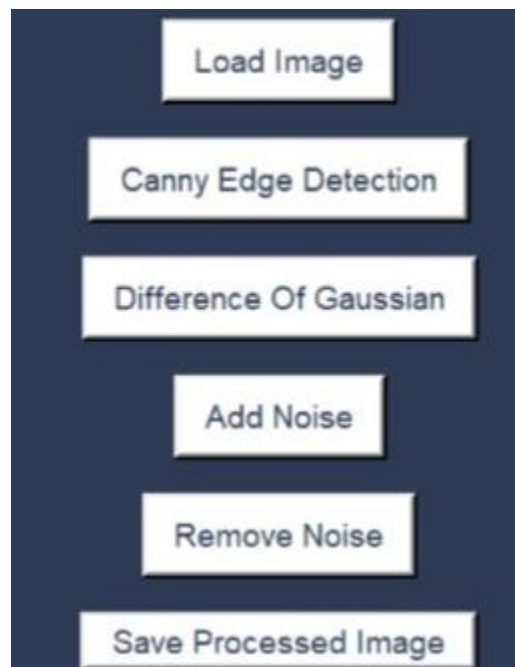 Load Image
Canny Edge Detection
Difference Of Gaussian
Add Noise
Remove Noise
Save Processed Image